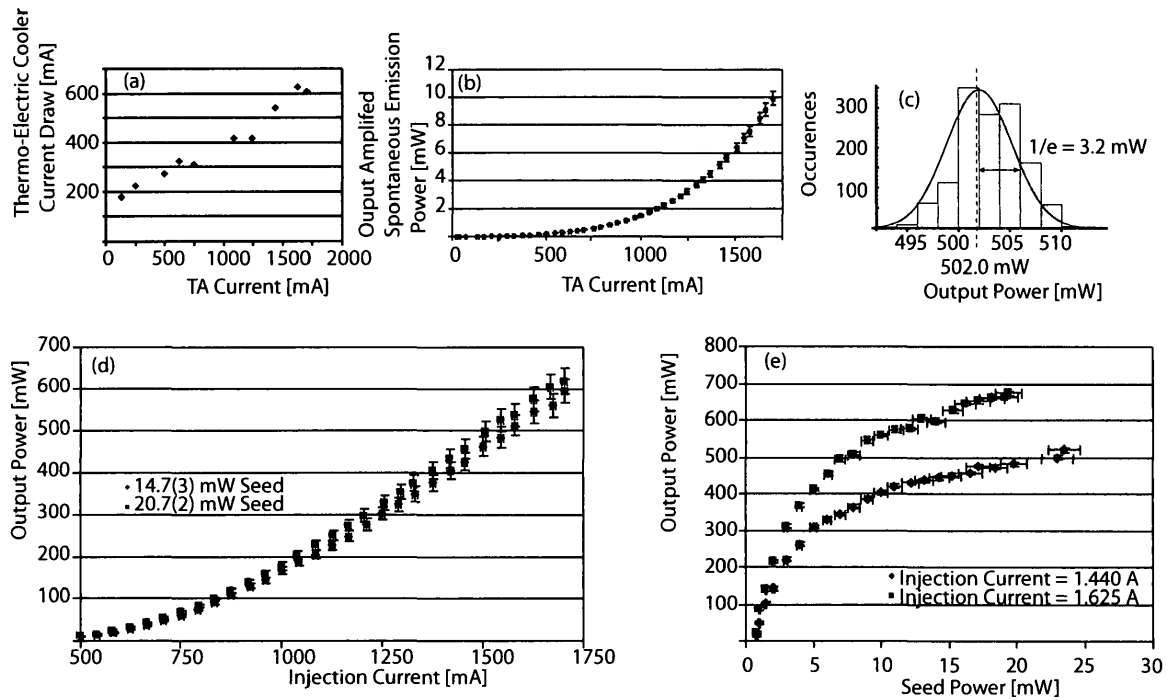 Thermo-Electric Cooler
Current Draw [mA]
(a)
600
400
200
0
500
1000
1500
2000
TA Current [mA]
Ouput Amplifed
Spontaneous Emission
Power [mW]
(b)
12
10
8
6
4
2
0
500
1000
1500
TA Current [mA]
Occurences
(c)
300
200
100
1/e = 3.2 mW
495
500
505
510
502.0 mW
Output Power [mW]
Output Power [mW]
(d)
700
600
500
400
300
200
100
14.7(3) mW Seed
20.7(2) mW Seed
500
750
1000
1250
1500
1750
Injection Current [mA]
Output Power [mW]
(e)
800
700
600
500
400
300
200
100
Injection Current = 1.440 A
Injection Current = 1.625 A
0
5
10
15
20
25
30
Seed Power [mW]